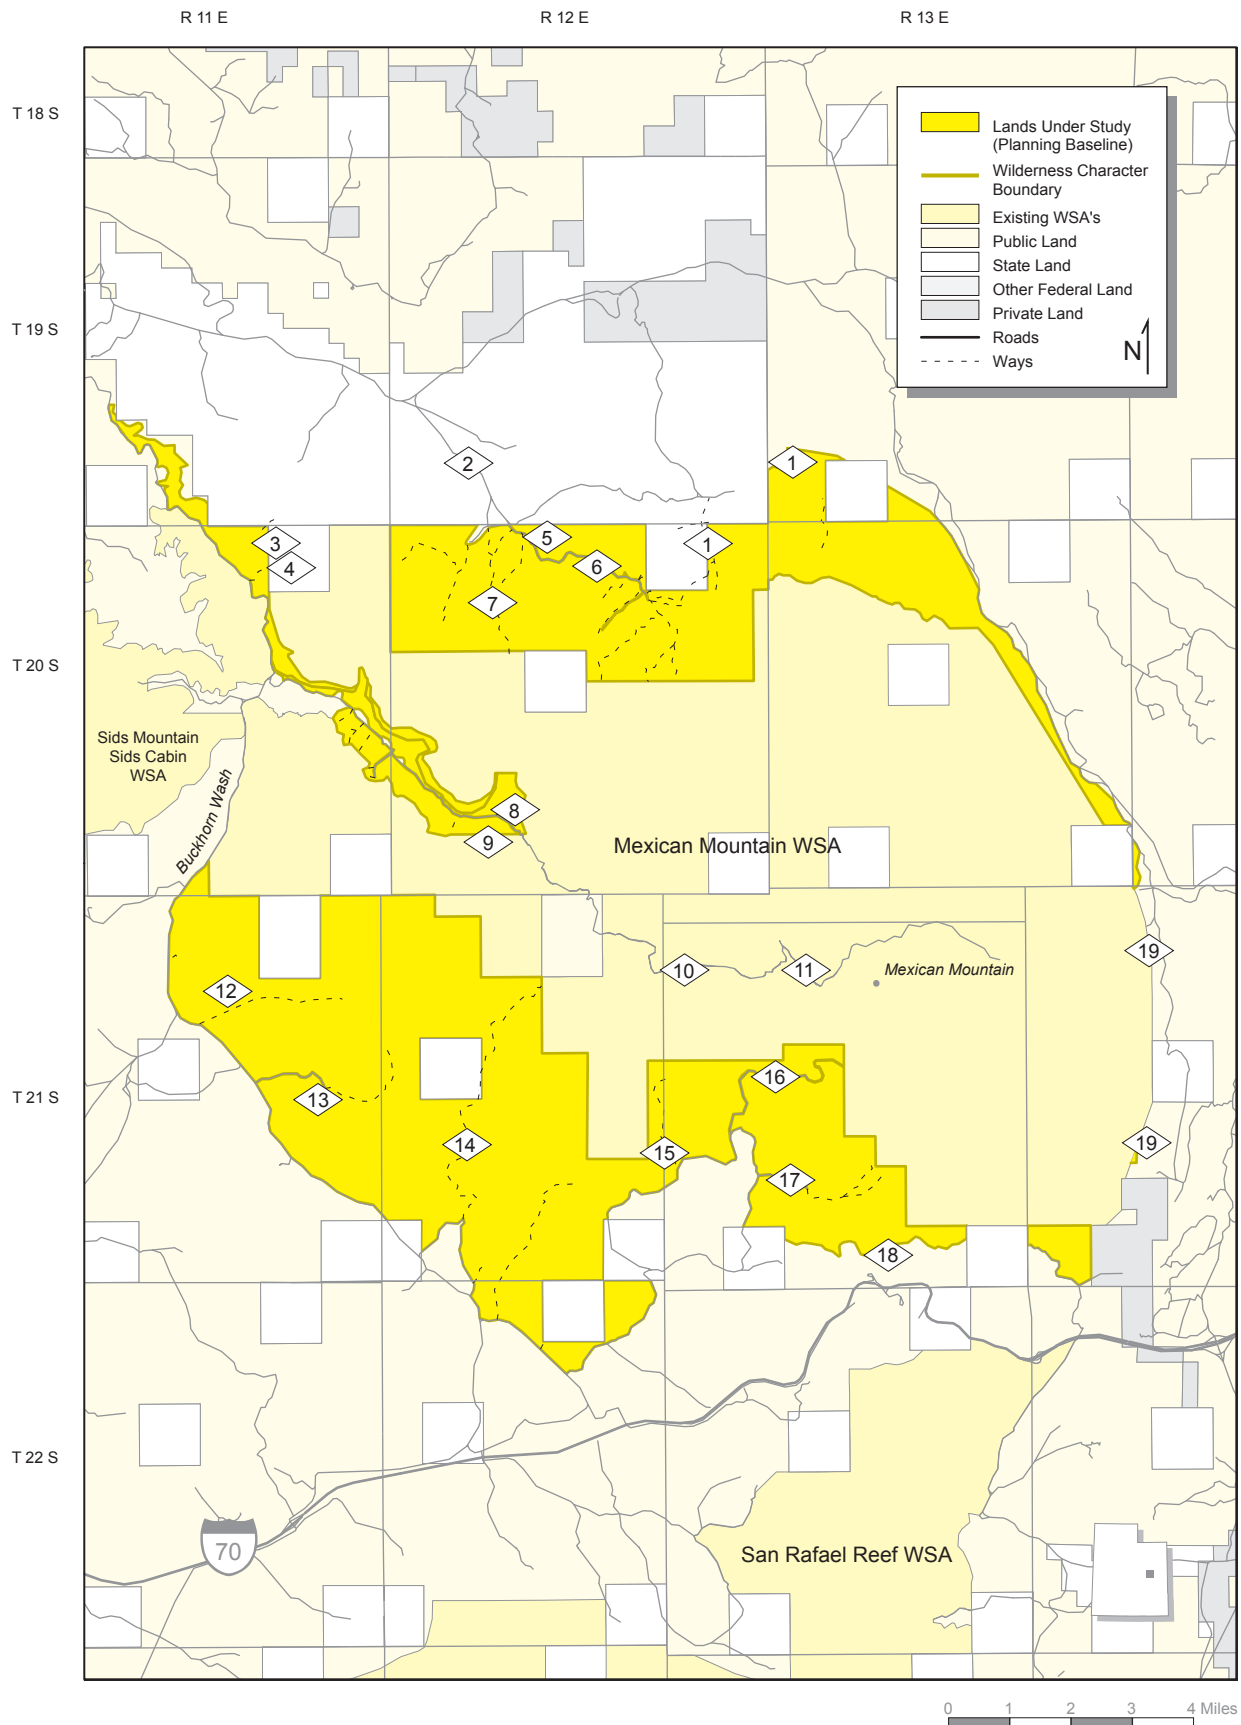 R 11 E
R 12 E
R 13 E
T 18 S
Lands Under Study
(Planning Baseline)
Wilderness Character
Boundary
Existing WSA's
Public Land
State Land
Other Federal Land
Private Land
Roads
Ways
N
T 19 S
2
1
3
4
5
6
1
7
T 20 S
Sids Mountain
Sids Cabin
WSA
Buckhorn Wash
8
9
Mexican Mountain WSA
10
11
Mexican Mountain
19
12
13
14
15
16
17
18
19
T 21 S
T 22 S
70
San Rafael Reef WSA
0 1 2 3 4 Miles